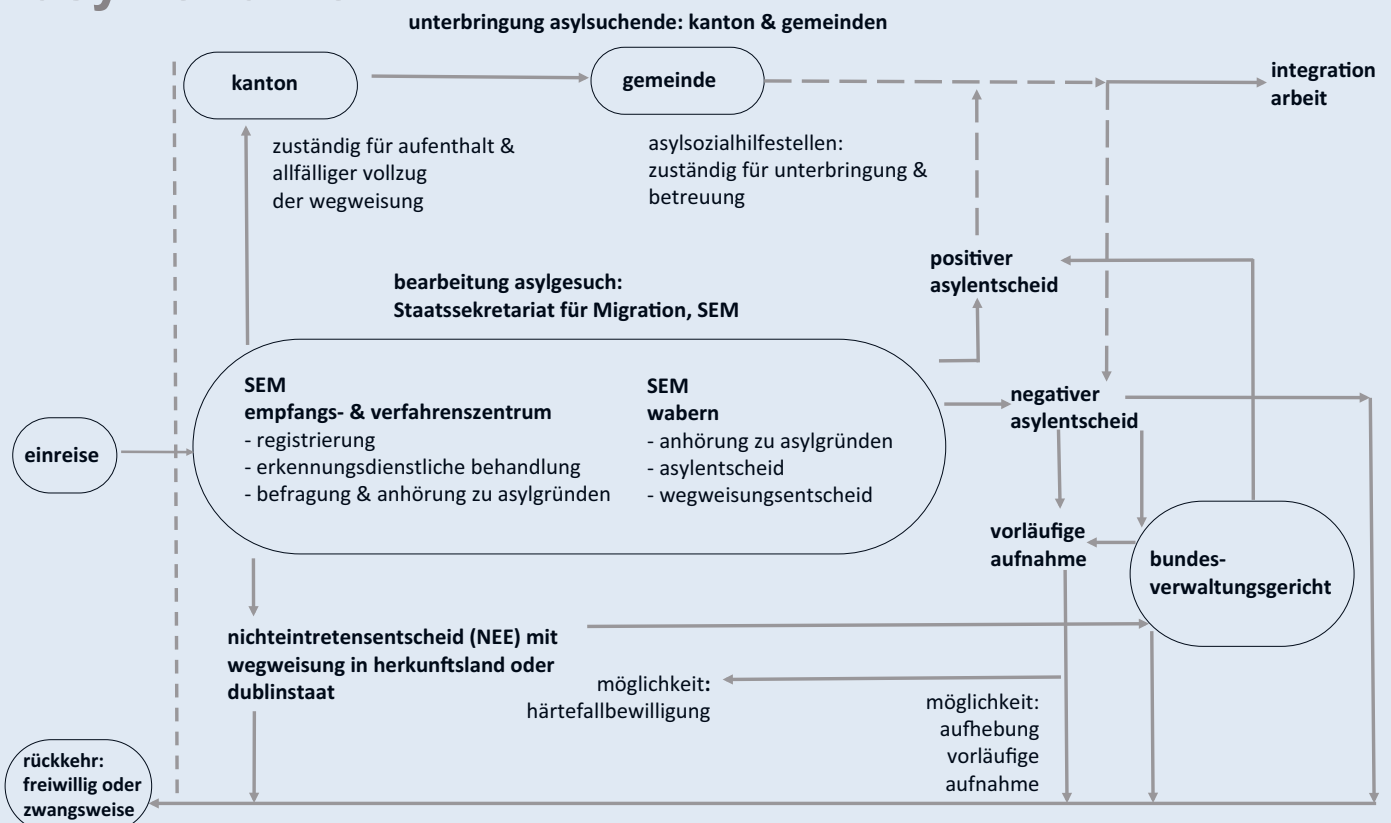 unterbringung asylsuchende: kanton & gemeinden
kanton
gemeinde
integration
arbeit
zuständig für aufenthalt &
allfälliger vollzug
der wegweisung
asylsozialhilfestellen:
zuständig für unterbringung &
betreuung
positiver
asylentscheid
bearbeitung asylgesuch:
Staatssekretariat für Migration, SEM
SEM
empfangs- & verfahrenszentrum
- registrierung
- erkennungsdienstliche behandlung
- befragung & anhörung zu asylgründen
SEM
wabern
- anhörung zu asylgründen
- asylentscheid
- wegweisungsentscheid
negativer
asylentscheid
einreise
vorläufige
aufnahme
bundes-
verwaltungsgericht
nichteintretensentscheid (NEE) mit
wegweisung in herkunftsland oder
dublinstaat
möglichkeit:
härtefallbewilligung
möglichkeit:
aufhebung
vorläufige
aufnahme
rückkehr:
freiwillig oder
zwangsweise